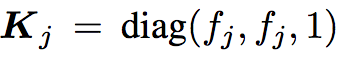 K_j = diag(f_j, f_j, 1)